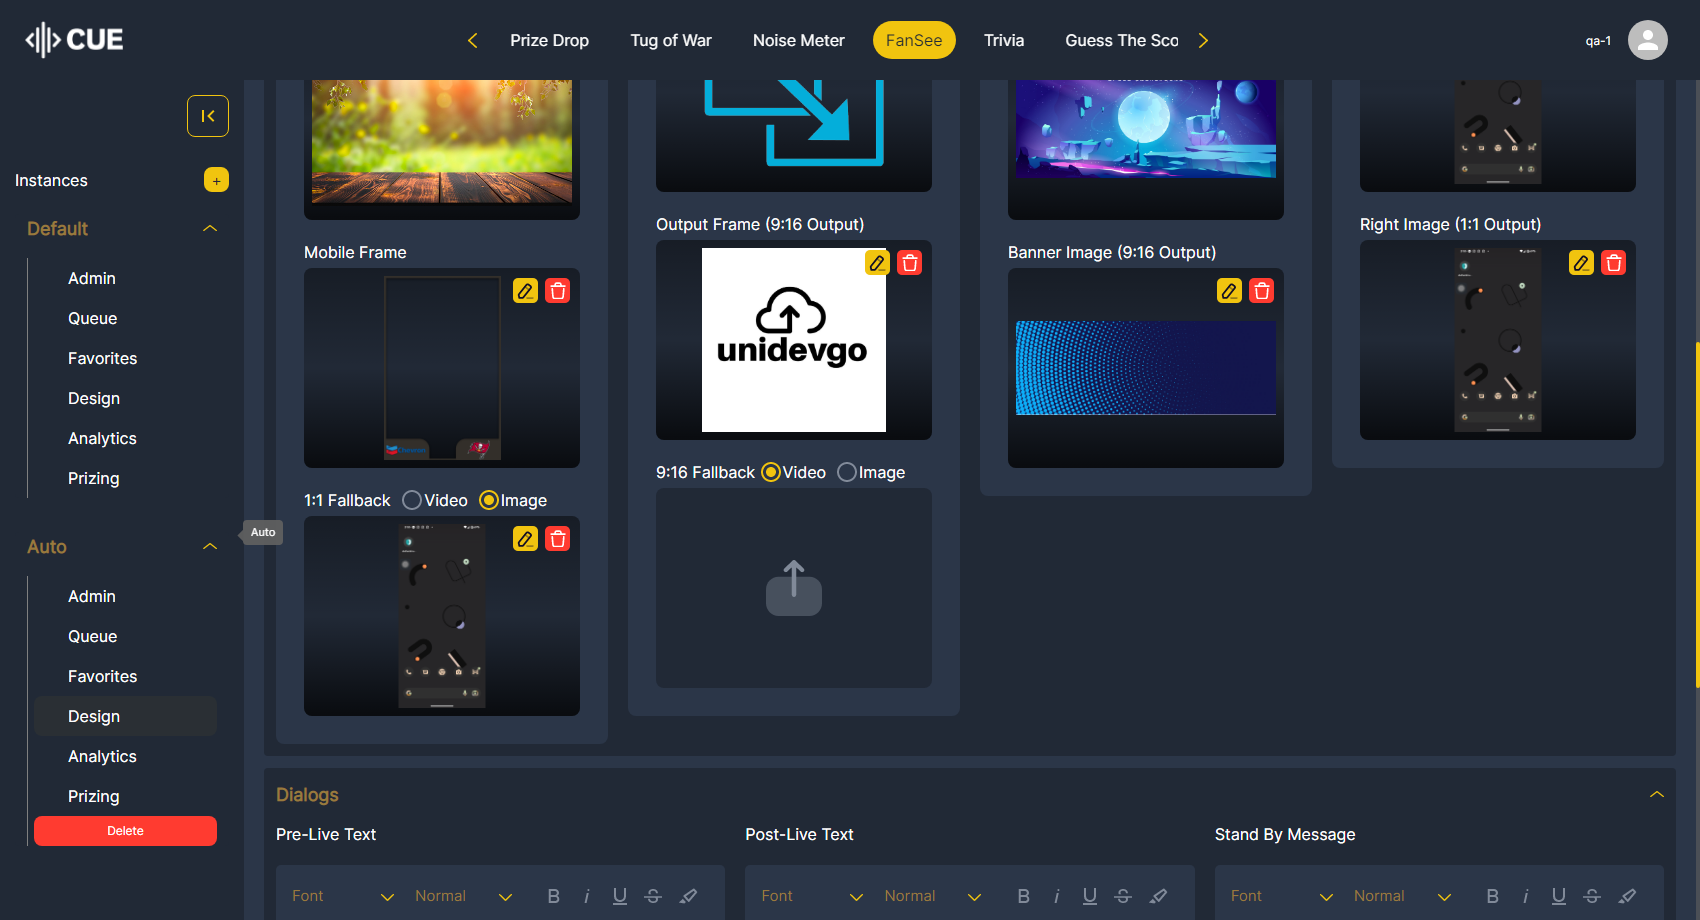 CUE
Prize Drop
Tug of War
Noise Meter
FanSee
Trivia
Guess The Sco
qa-1
Instances
+
Default
Admin
Queue
Favorites
Design
Analytics
Prizing
Auto
Auto
Admin
Queue
Favorites
Design
Analytics
Prizing
Delete
Mobile Frame
1:1 Fallback Video Image
Output Frame (9:16 Output)
unidevgo
9:16 Fallback Video Image
Banner Image (9:16 Output)
Right Image (1:1 Output)
Dialogs
Pre-Live Text
Font Normal B i U S
Post-Live Text
Font Normal B i U S
Stand By Message
Font Normal B i U S